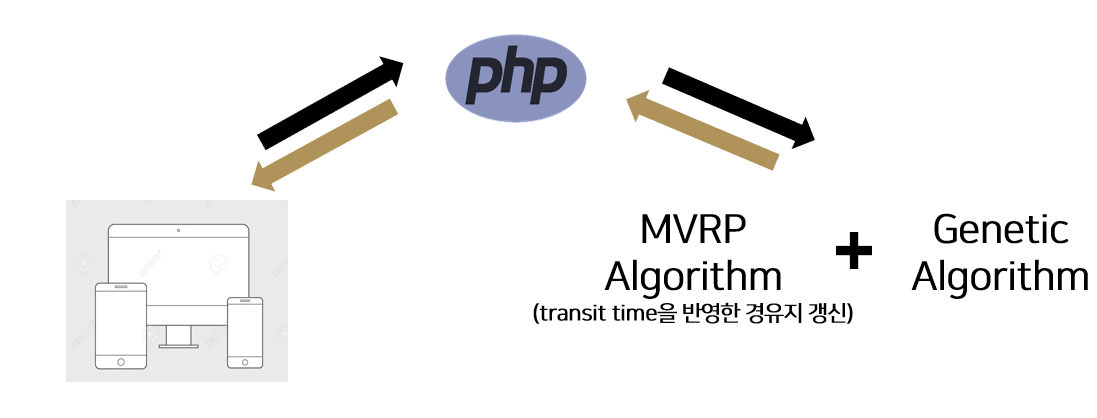 php
MVRP
Algorithm
(transit time을 반영한 경유지 갱신)
+
Genetic
Algorithm